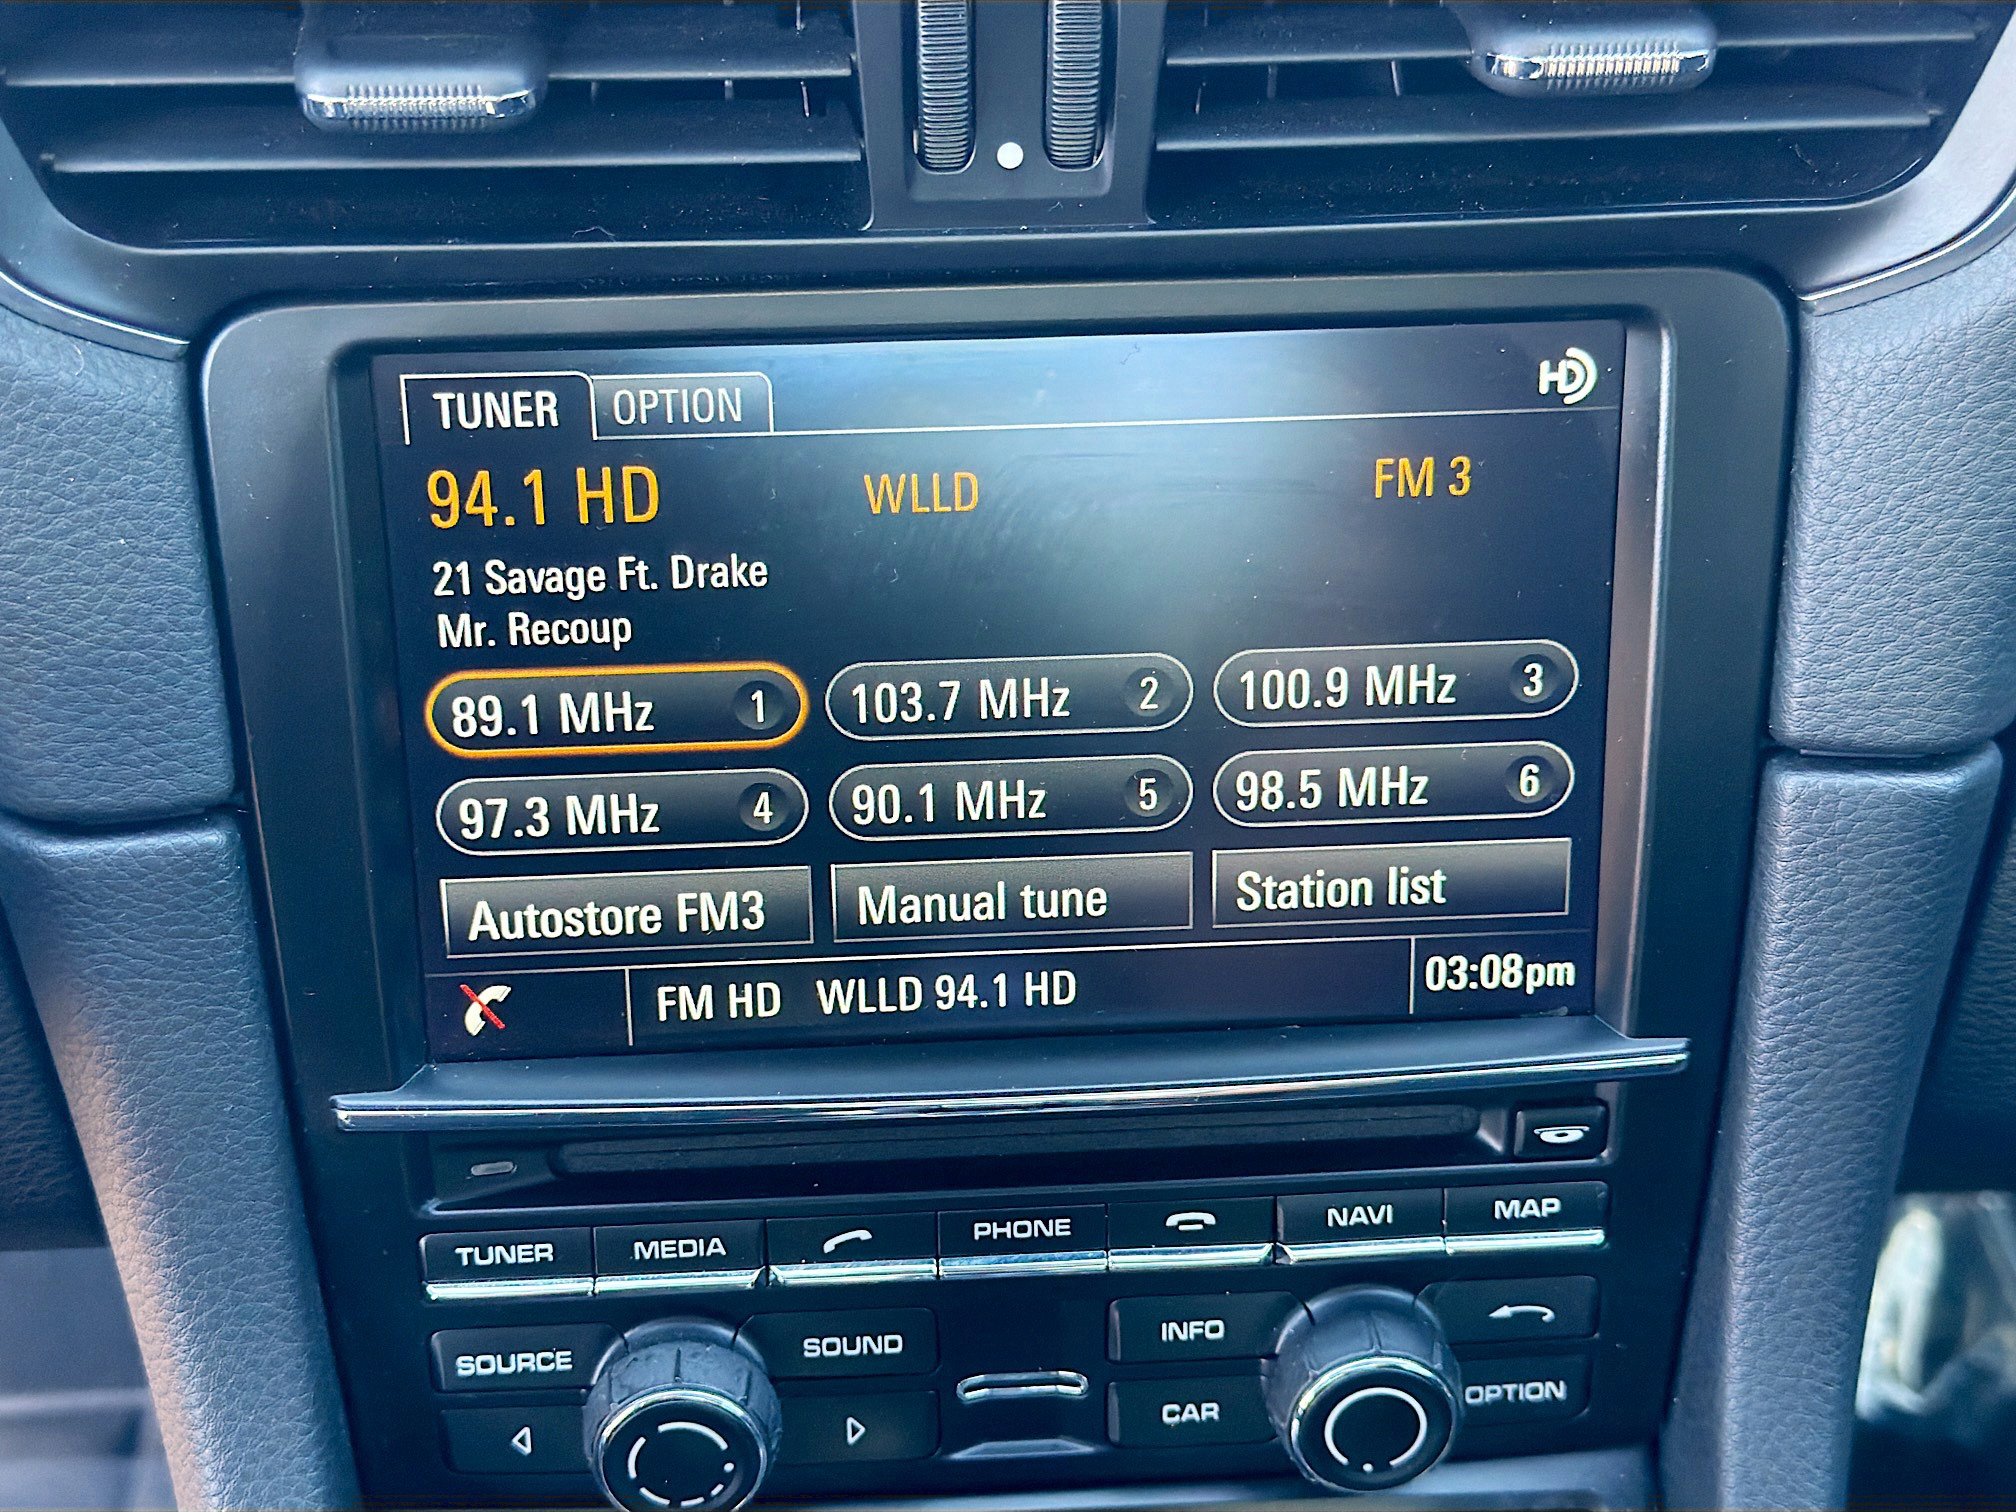 TUNER OPTION HD
94.1 HD WLLD FM 3
21 Savage Ft. Drake
Mr. Recoup
89.1 MHz 1 103.7 MHz 2 100.9 MHz 3
97.3 MHz 4 90.1 MHz 5 98.5 MHz 6
Autostore FM3 Manual tune Station list
FM HD WLLD 94.1 HD 03:08pm
TUNER MEDIA PHONE NAVI MAP
SOURCE SOUND INFO
CAR OPTION